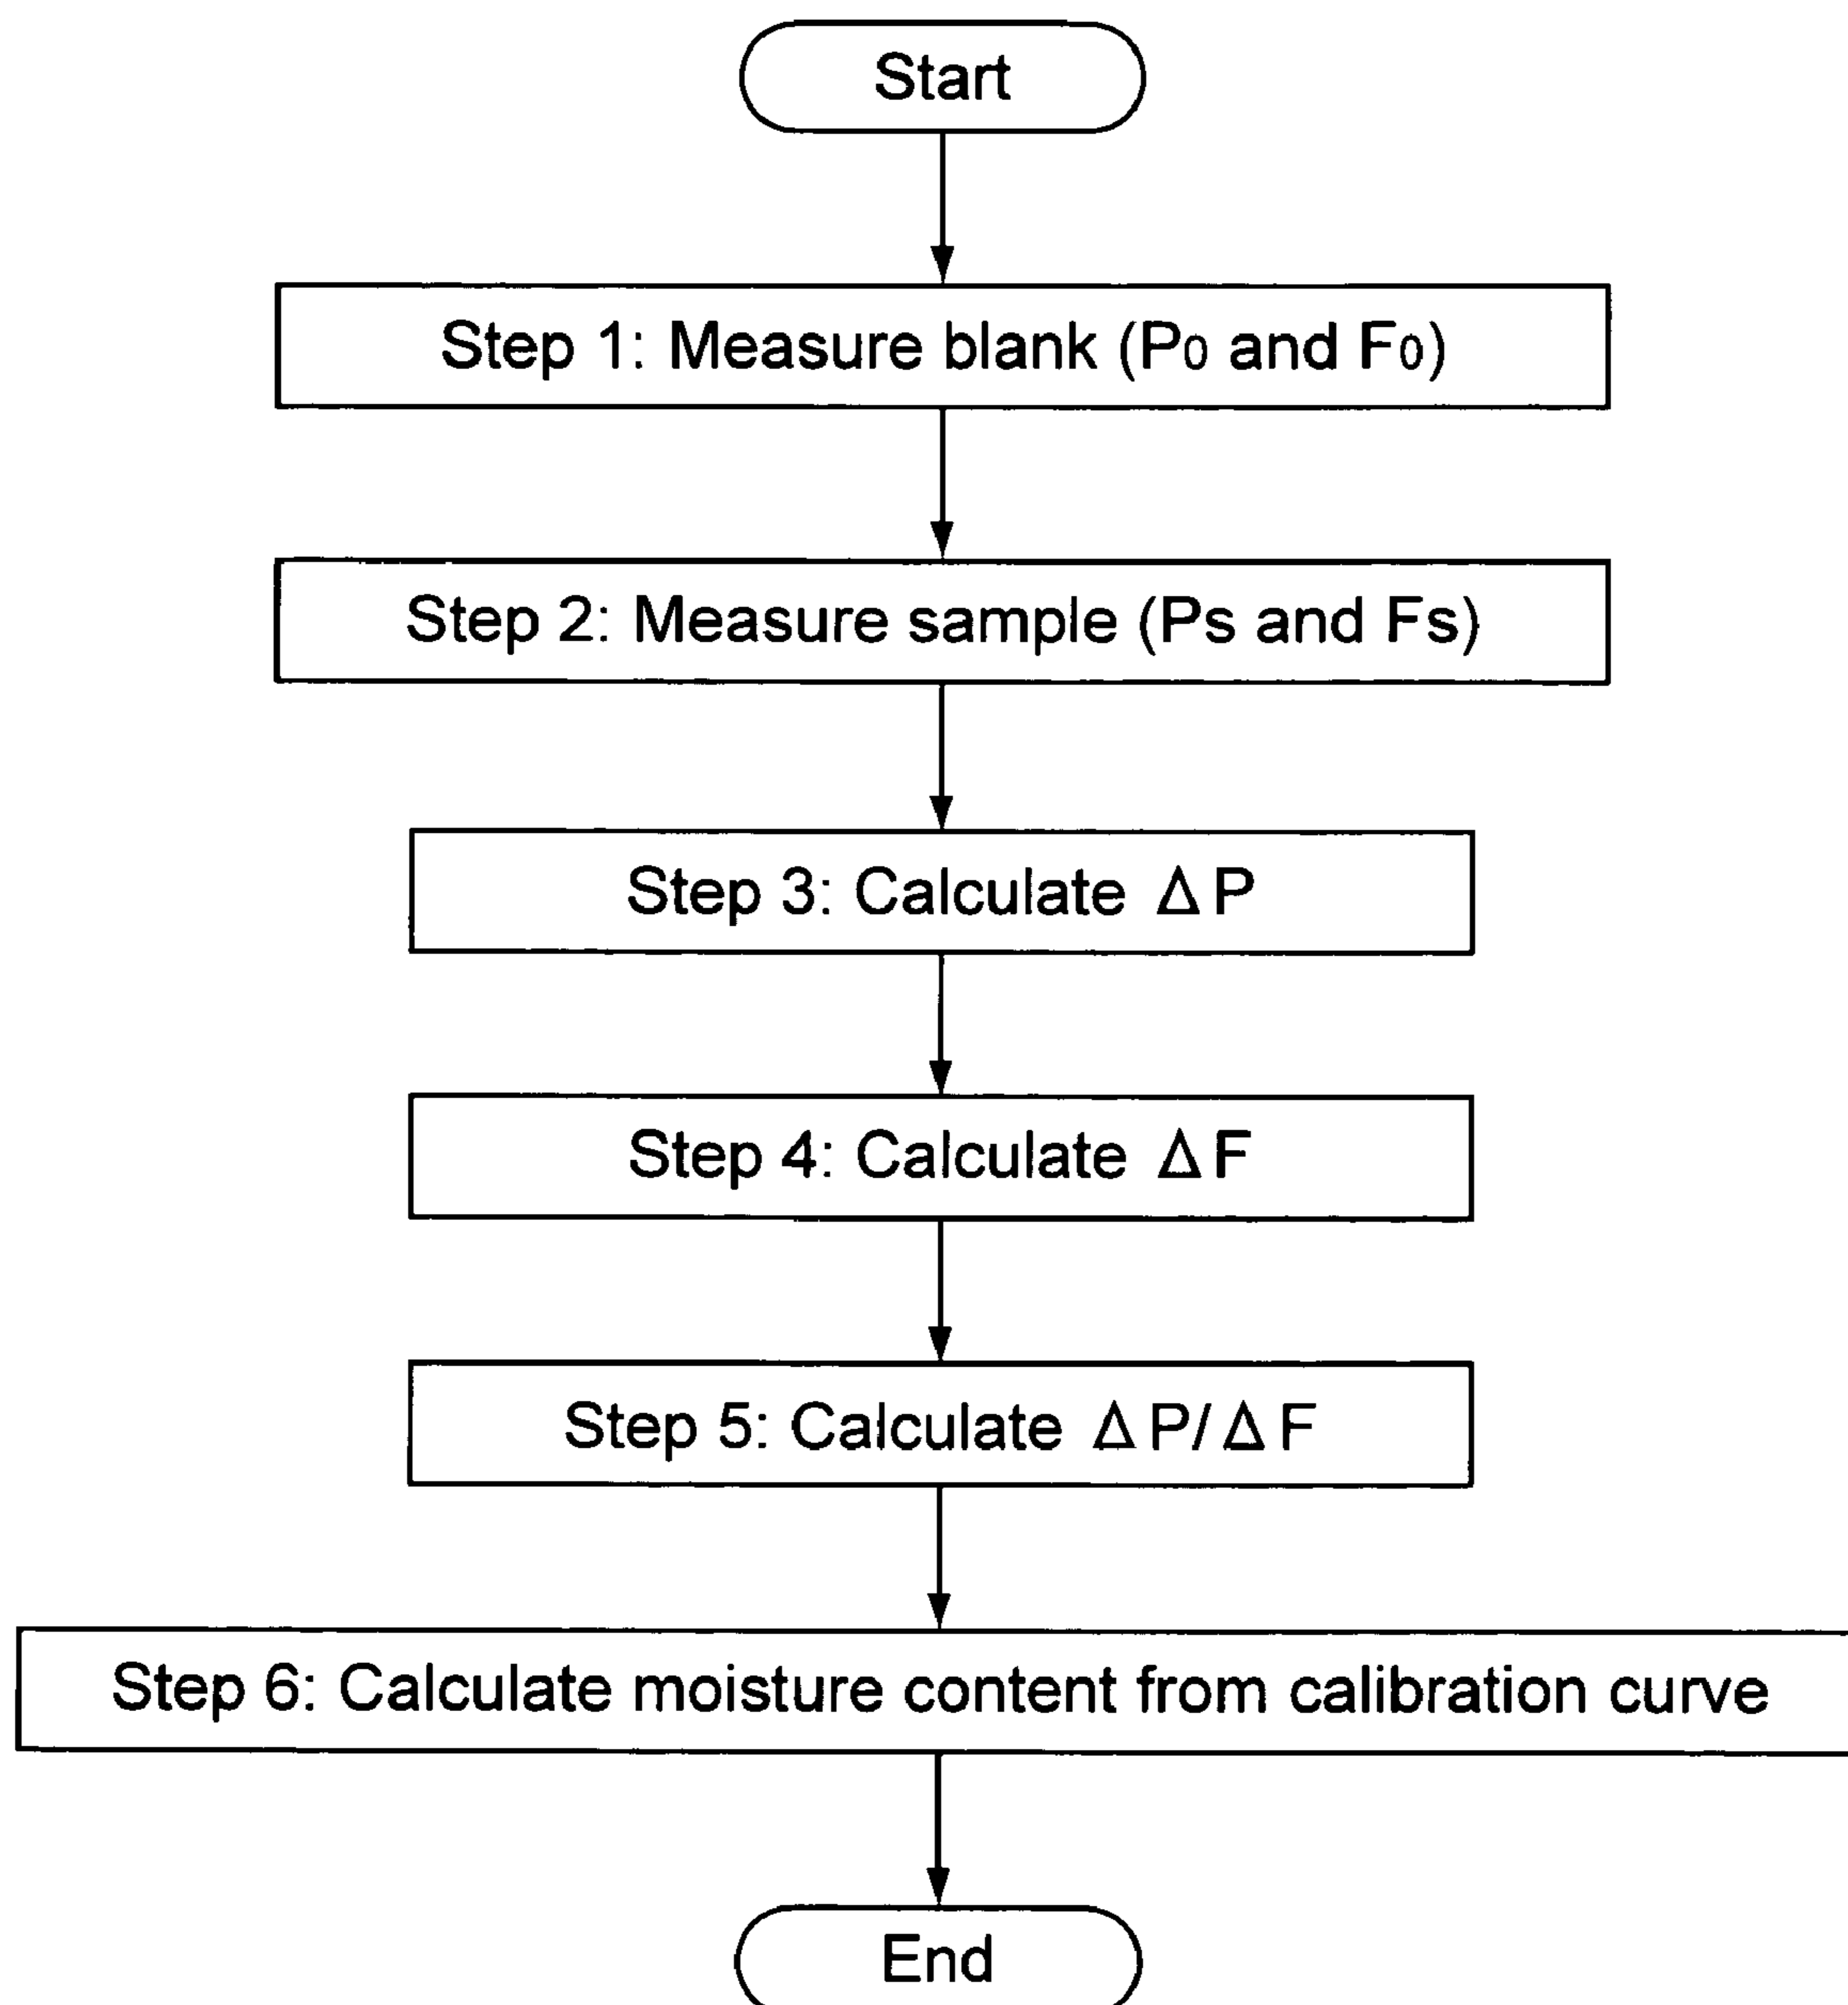 Start
Step 1: Measure blank (P0 and F0)
Step 2: Measure sample (Ps and Fs)
Step 3: Calculate ΔP
Step 4: Calculate ΔF
Step 5: Calculate ΔP/ΔF
Step 6: Calculate moisture content from calibration curve
End